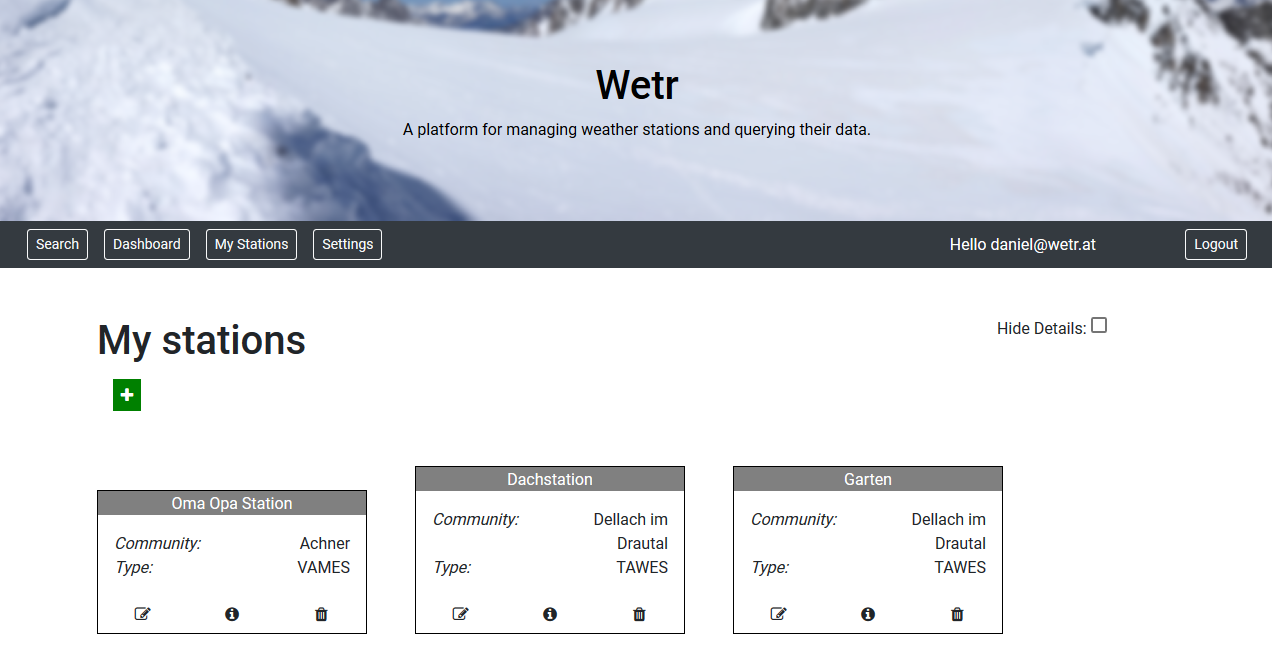 Wetr
A platform for managing weather stations and querying their data.
Search Dashboard My Stations Settings Hello daniel@wetr.at Logout
My stations
Hide Details:
Oma Opa Station
Community: Achner
Type: VAMES
Dachstation
Community: Dellach im
Drautal
Type: TAWES
Garten
Community: Dellach im
Drautal
Type: TAWES